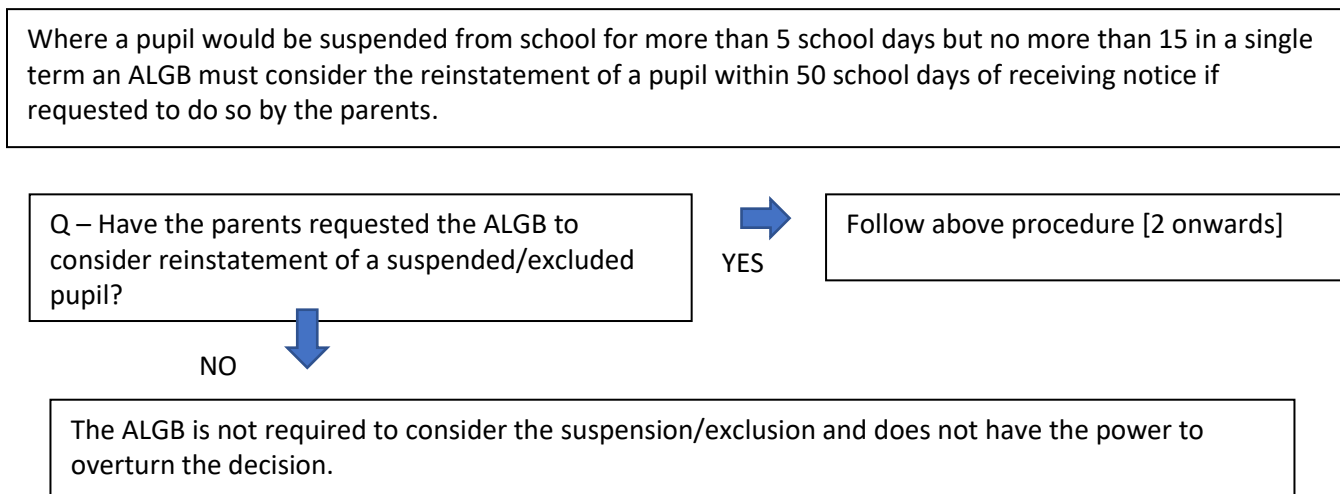 Where a pupil would be suspended from school for more than 5 school days but no more than 15 in a single
term an ALGB must consider the reinstatement of a pupil within 50 school days of receiving notice if
requested to do so by the parents.
Q – Have the parents requested the ALGB to
consider reinstatement of a suspended/excluded
pupil?
YES
Follow above procedure [2 onwards]
NO
The ALGB is not required to consider the suspension/exclusion and does not have the power to
overturn the decision.